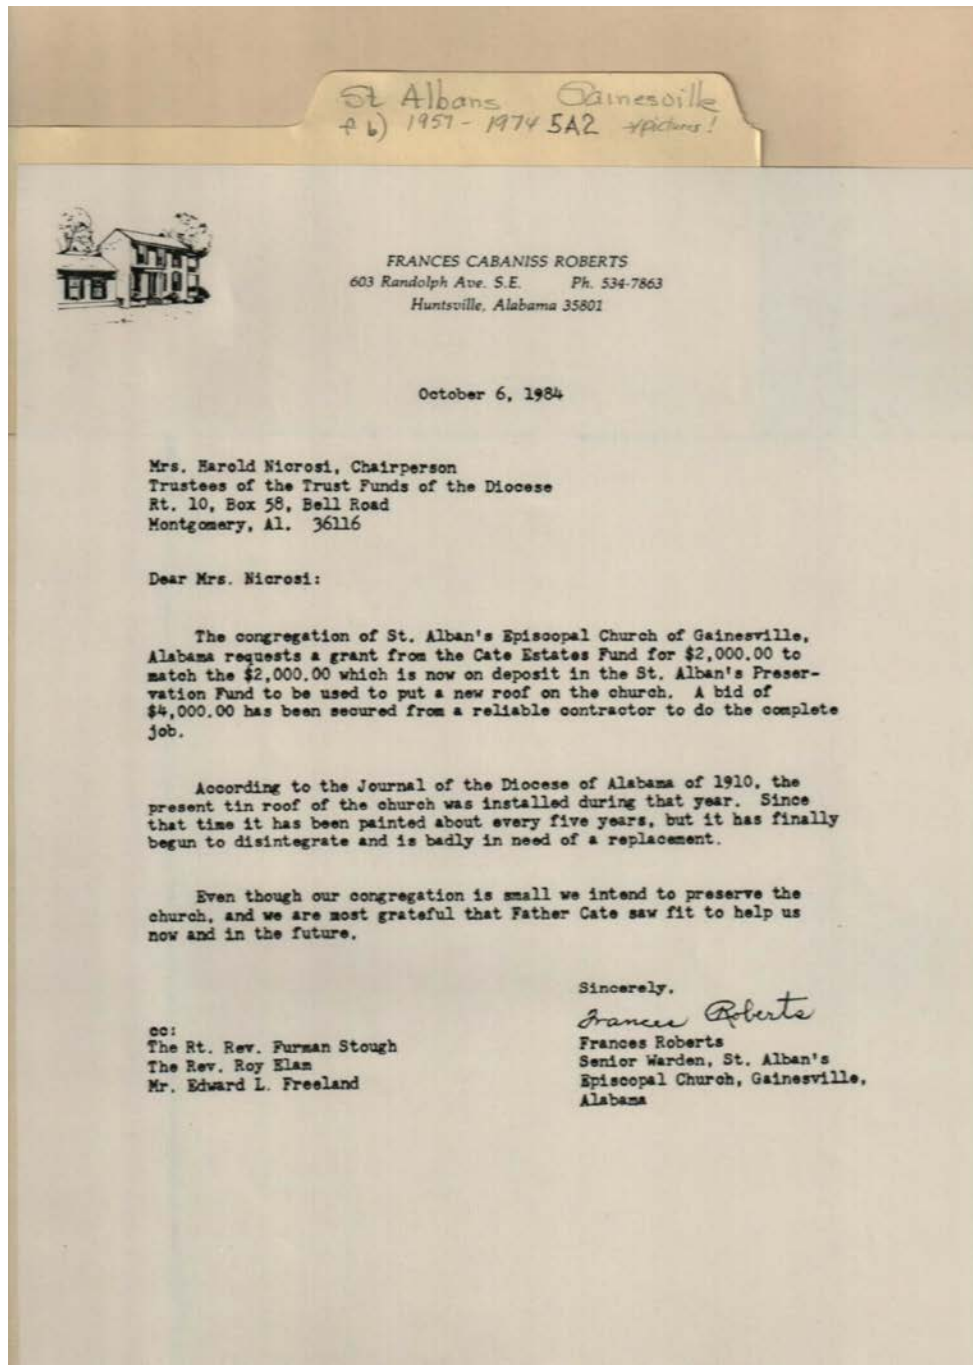 St Albans Gainesville
f b) 1957 - 1974 5A2 + pictures!
FRANCES CABANISS ROBERTS
603 Randolph Ave. S.E. Ph. 534-7863
Huntsville, Alabama 35801
October 6, 1984
Mrs. Harold Nicrosi, Chairperson
Trustees of the Trust Funds of the Diocese
Rt. 10, Box 58, Bell Road
Montgomery, Al. 36116
Dear Mrs. Nicrosi:
The congregation of St. Alban's Episcopal Church of Gainesville,
Alabama requests a grant from the Cate Estates Fund for $2,000.00 to
match the $2,000.00 which is now on deposit in the St. Alban's Preser-
vation Fund to be used to put a new roof on the church. A bid of
$4,000.00 has been secured from a reliable contractor to do the complete
job.
According to the Journal of the Diocese of Alabama of 1910, the
present tin roof of the church was installed during that year. Since
that time it has been painted about every five years, but it has finally
begun to disintegrate and is badly in need of a replacement.
Even though our congregation is small we intend to preserve the
church, and we are most grateful that Father Cate saw fit to help us
now and in the future.
Sincerely,
Frances Roberts
Frances Roberts
Senior Warden, St. Alban's
Episcopal Church, Gainesville,
Alabama
cc:
The Rt. Rev. Furman Stough
The Rev. Roy Elam
Mr. Edward L. Freeland